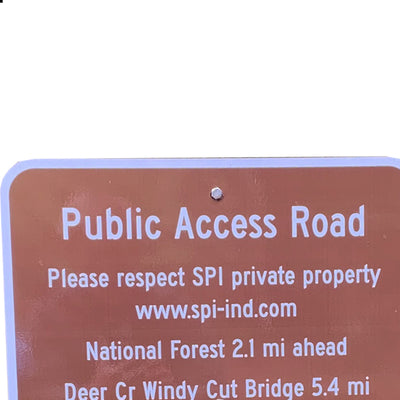 Public Access Road
Please respect SPI private property
www.spi-ind.com
National Forest 2.1 mi ahead
Deer Cr Windy Cut Bridge 5.4 mi